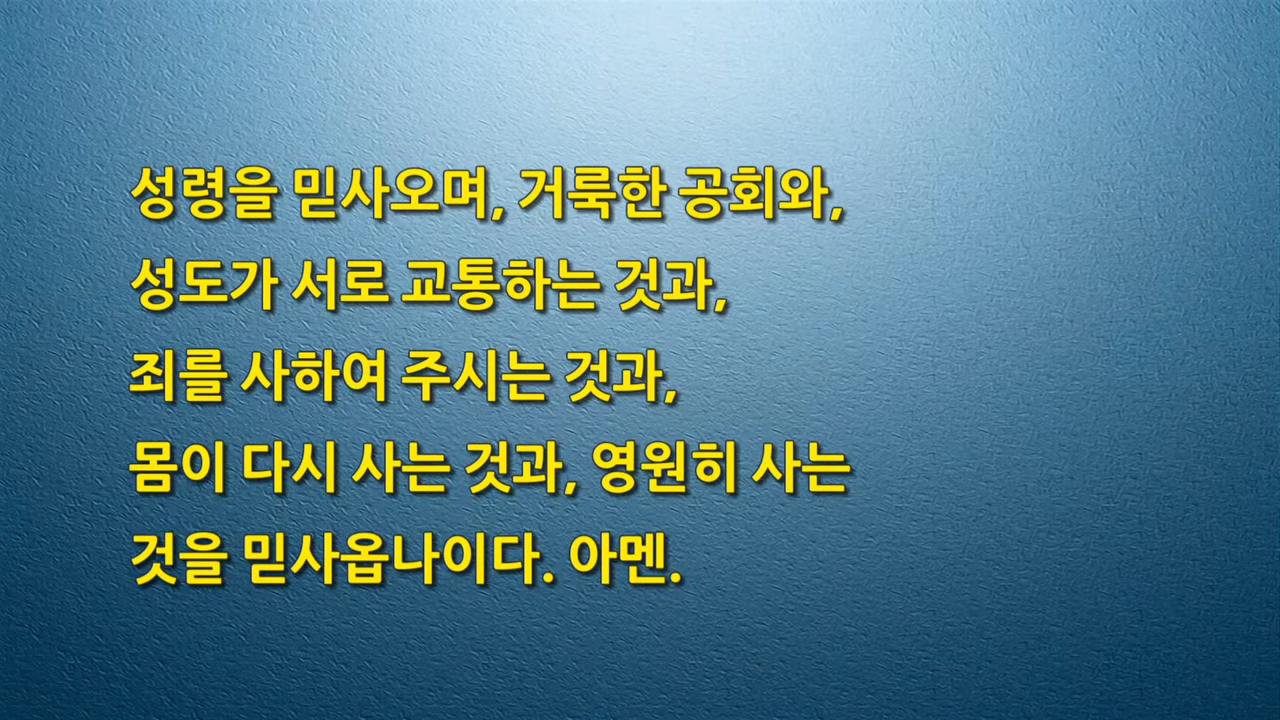 성령을 믿사오며, 거룩한 공회와,
성도가 서로 교통하는 것과,
죄를 사하여 주시는 것과,
몸이 다시 사는 것과, 영원히 사는
것을 믿사옵나이다. 아멘.